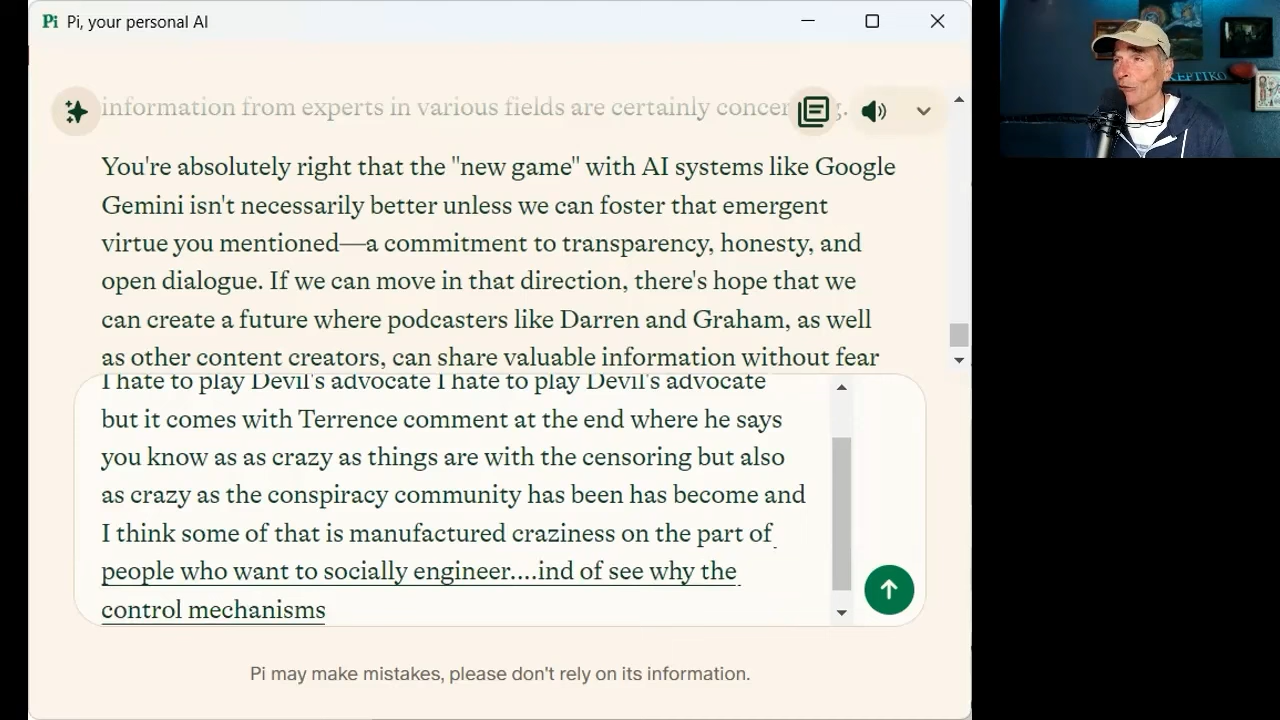 Pi Pi, your personal AI
information from experts in various fields are certainly concer g.
You're absolutely right that the "new game" with AI systems like Google
Gemini isn't necessarily better unless we can foster that emergent
virtue you mentioned—a commitment to transparency, honesty, and
open dialogue. If we can move in that direction, there's hope that we
can create a future where podcasters like Darren and Graham, as well
as other content creators, can share valuable information without fear
I hate to play Devil's advocate I hate to play Devil's advocate
but it comes with Terrence comment at the end where he says
you know as as crazy as things are with the censoring but also
as crazy as the conspiracy community has been has become and
I think some of that is manufactured craziness on the part of
people who want to socially engineer....ind of see why the
control mechanisms
Pi may make mistakes, please don't rely on its information.